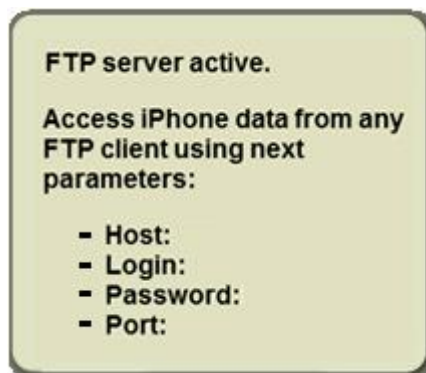 FTP server active.
Access iPhone data from any
FTP client using next
parameters:
- Host:
- Login:
- Password:
- Port: